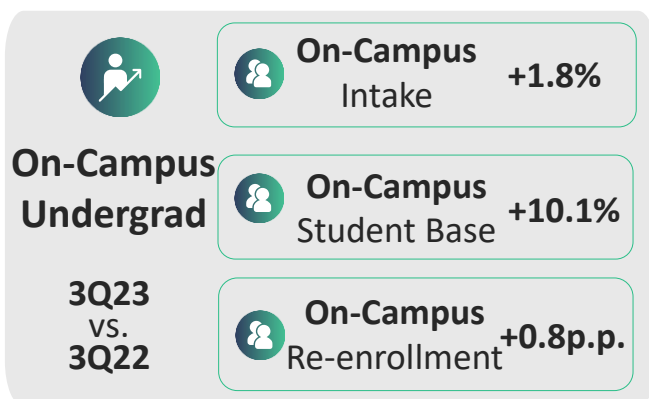 On-Campus
Undergrad
3Q23
vs.
3Q22
On-Campus
Intake
+1.8%
On-Campus
Student Base
+10.1%
On-Campus
Re-enrollment
+0.8p.p.